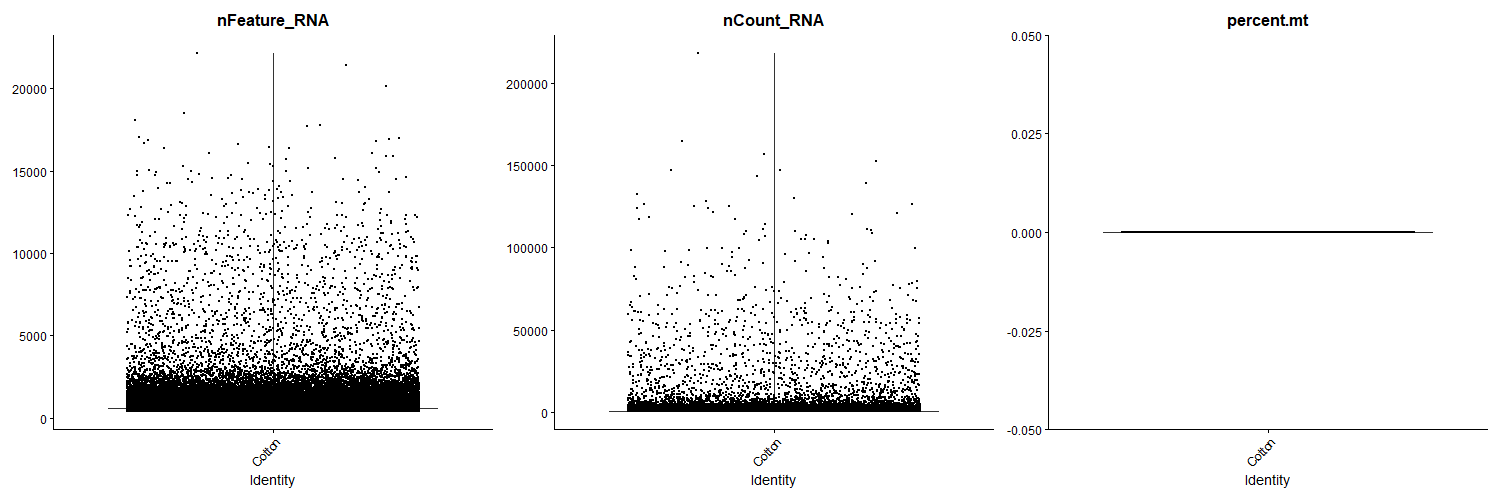 nFeature_RNA
20000
15000
10000
5000
0
Cotton
Identity
nCount_RNA
200000
150000
100000
50000
0
Cotton
Identity
percent.mt
0.050
0.025
0.000
-0.025
-0.050
Cotton
Identity